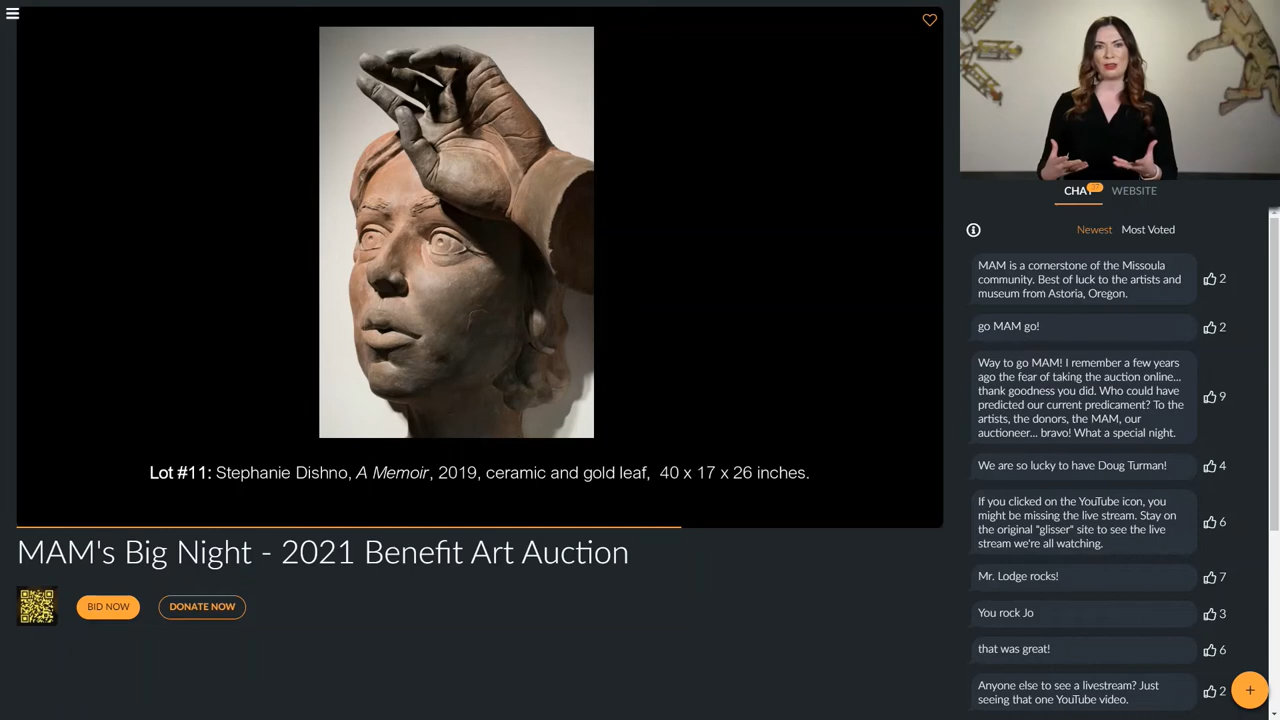 Lot #11: Stephanie Dishno, A Memoir, 2019, ceramic and gold leaf, 40 x 17 x 26 inches.
MAM's Big Night - 2021 Benefit Art Auction
BID NOW
DONATE NOW
CHAT
WEBSITE
Newest
Most Voted
MAM is a cornerstone of the Missoula
community. Best of luck to the artists and
museum from Astoria, Oregon.
2
go MAM go!
2
Way to go MAM! I remember a few years
ago the fear of taking the auction online...
thank goodness you did. Who could have
predicted our current predicament? To the
artists, the donors, the MAM, our
auctioneer... bravo! What a special night.
9
We are so lucky to have Doug Turman!
4
If you clicked on the YouTube icon, you
might be missing the live stream. Stay on
the original "glisser" site to see the live
stream we're all watching.
6
Mr. Lodge rocks!
7
You rock Jo
3
that was great!
6
Anyone else to see a livestream? Just
seeing that one YouTube video.
2